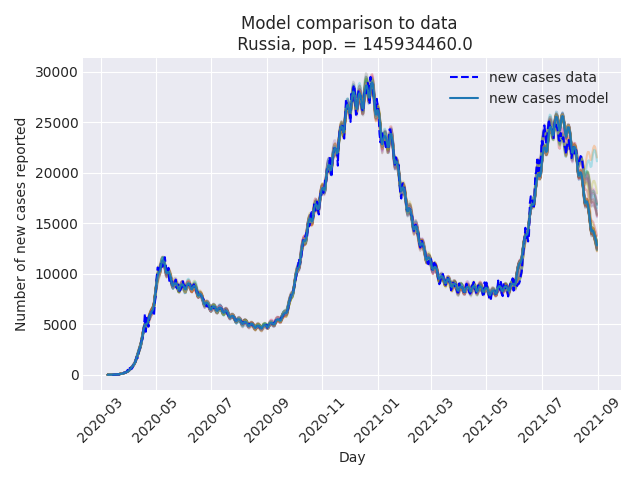 Model comparison to data
Russia, pop. = 145934460.0
new cases data
new cases model
Number of new cases reported
30000
25000
20000
15000
10000
5000
0
2020-03
2020-05
2020-07
2020-09
2020-11
2021-01
2021-03
2021-05
2021-07
2021-09
Day